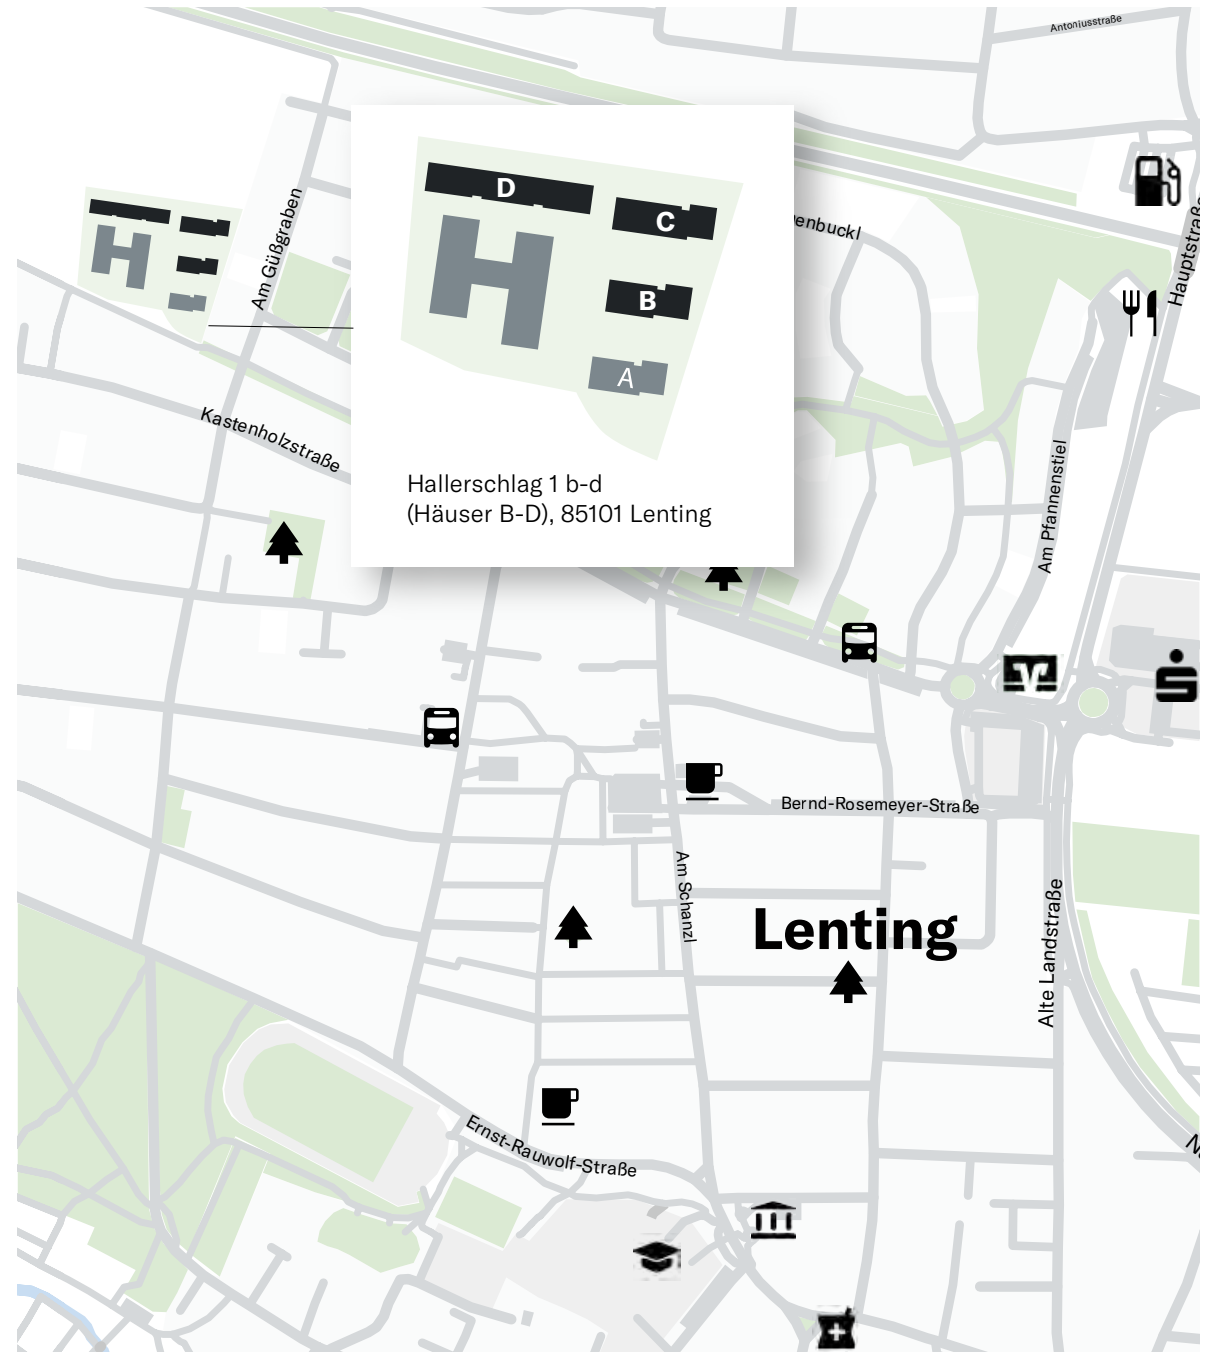 Antoniusstraße
Hauptstraße
Am Güßgraben
D
C
B
A
Kastenholzstraße
Hallerschlag 1 b-d
(Häuser B-D), 85101 Lenting
Am Pfannenstiel
Bernd-Rosemeyer-Straße
Am Schanzl
Lenting
Alte Landstraße
Ernst-Rauwolf-Straße